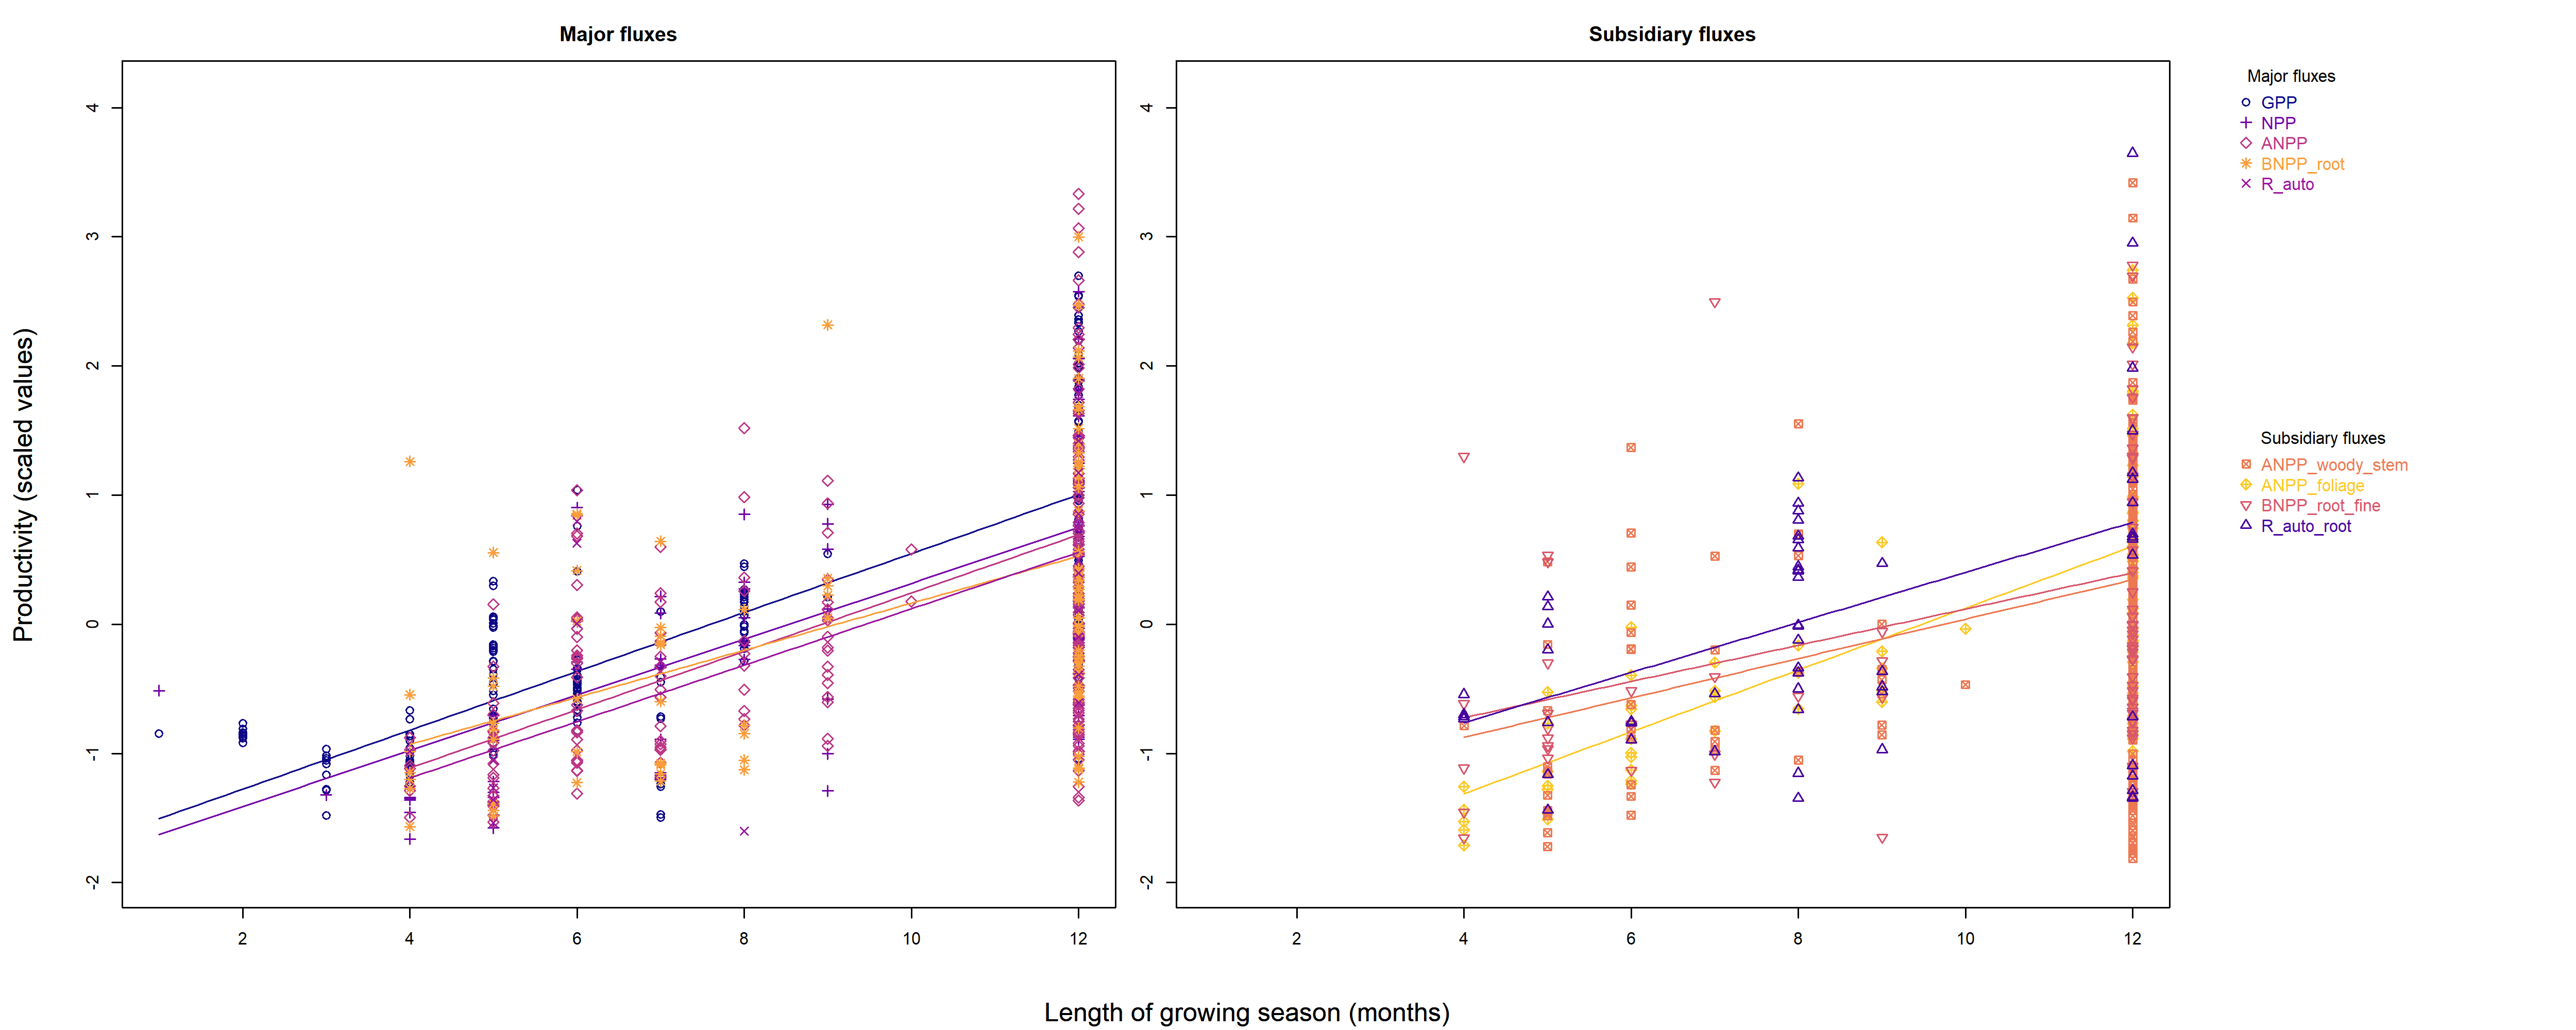 Major fluxes
Subsidiary fluxes
Productivity (scaled values)
4
3
2
1
0
-1
-2
2
4
6
8
10
12
4
3
2
1
0
-1
-2
2
4
6
8
10
12
Length of growing season (months)
Major fluxes
GPP
NPP
ANPP
BNPP_root
R_auto
Subsidiary fluxes
ANPP_woody_stem
ANPP_foliage
BNPP_root_fine
R_auto_root